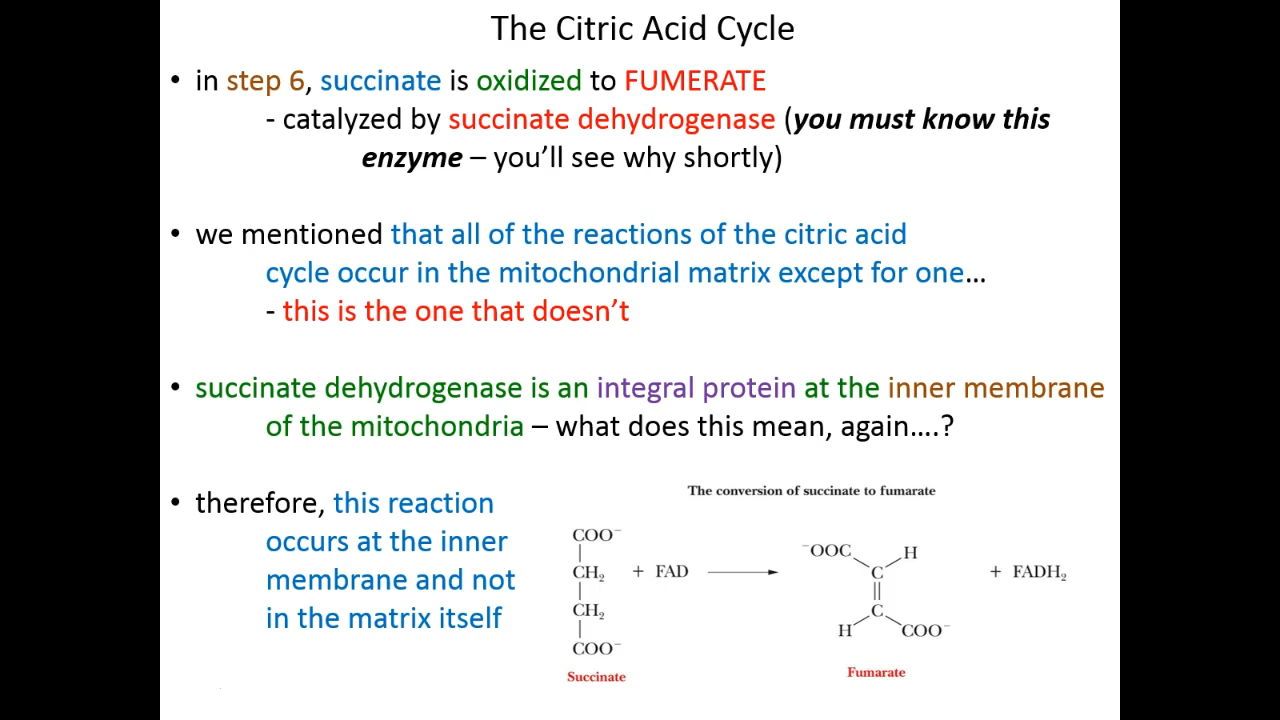 The Citric Acid Cycle
• in step 6, succinate is oxidized to FUMERATE
- catalyzed by succinate dehydrogenase (you must know this
enzyme – you’ll see why shortly)
• we mentioned that all of the reactions of the citric acid
cycle occur in the mitochondrial matrix except for one…
- this is the one that doesn’t
• succinate dehydrogenase is an integral protein at the inner membrane
of the mitochondria – what does this mean, again….?
• therefore, this reaction
occurs at the inner
membrane and not
in the matrix itself
The conversion of succinate to fumarate
COO⁻
CH₂ + FAD
CH₂
COO⁻
Succinate
⁻OOC H
C + FADH₂
C
H COO⁻
Fumarate